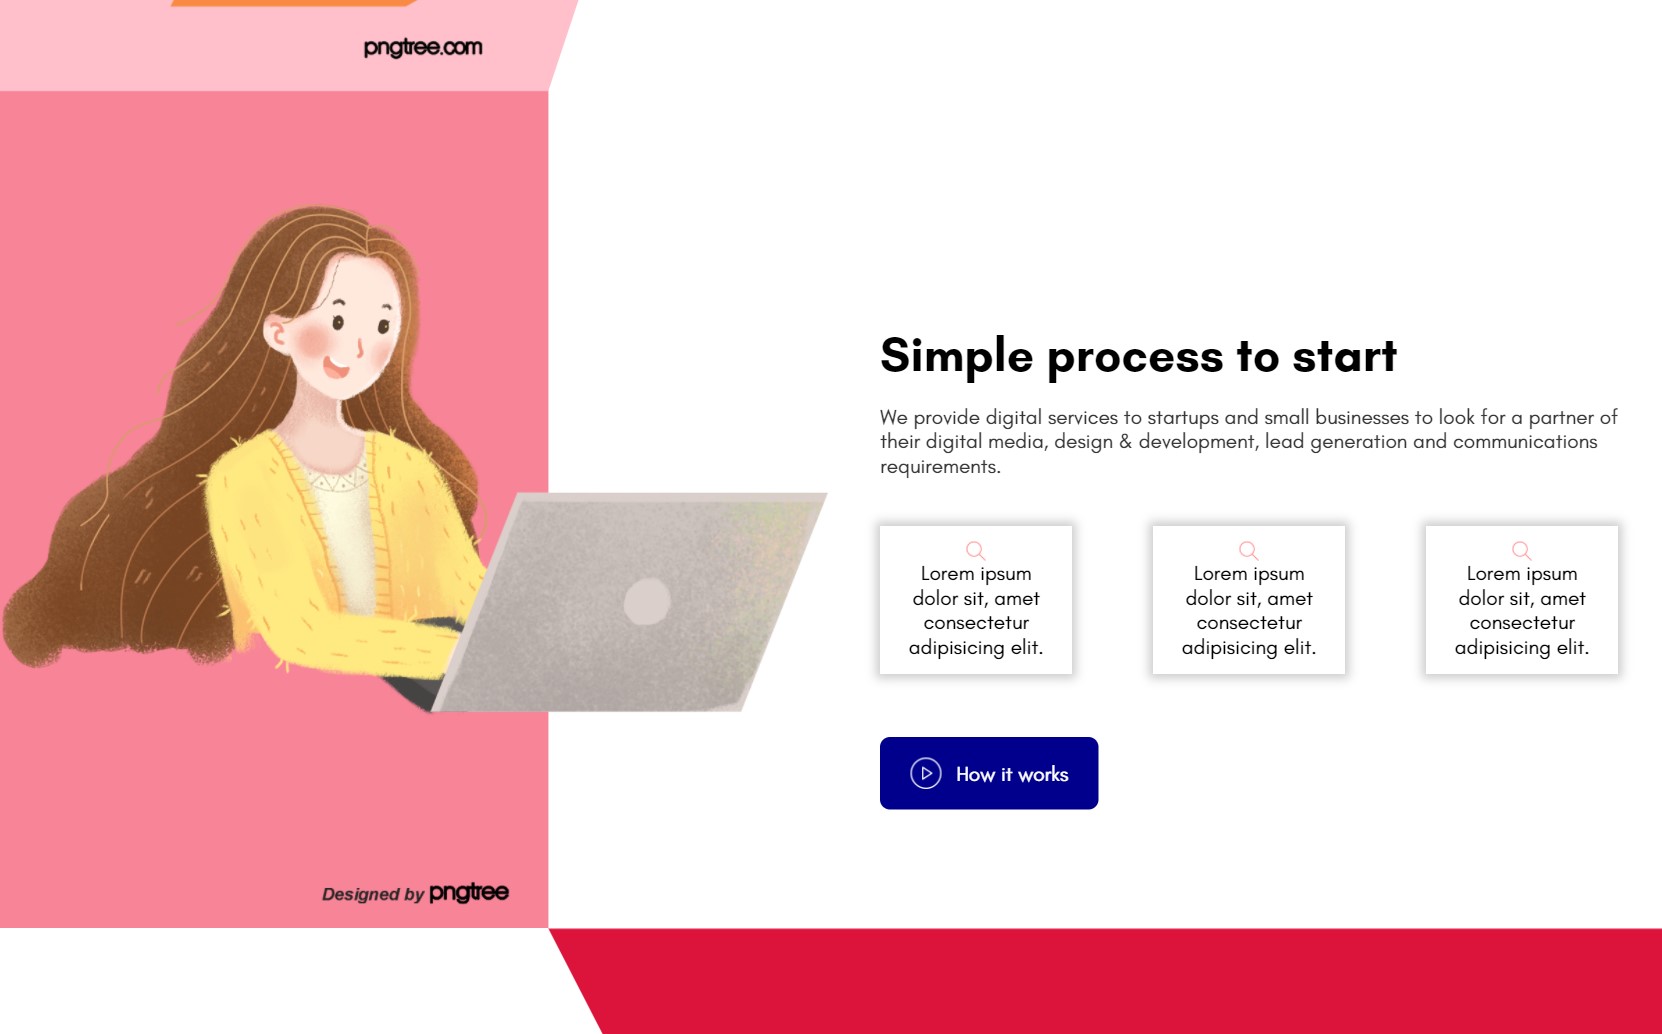 pngtree.com
Simple process to start
We provide digital services to startups and small businesses to look for a partner of
their digital media, design & development, lead generation and communications
requirements.
Lorem ipsum
dolor sit, amet
consectetur
adipisicing elit.
Lorem ipsum
dolor sit, amet
consectetur
adipisicing elit.
Lorem ipsum
dolor sit, amet
consectetur
adipisicing elit.
How it works
Designed by pngtree